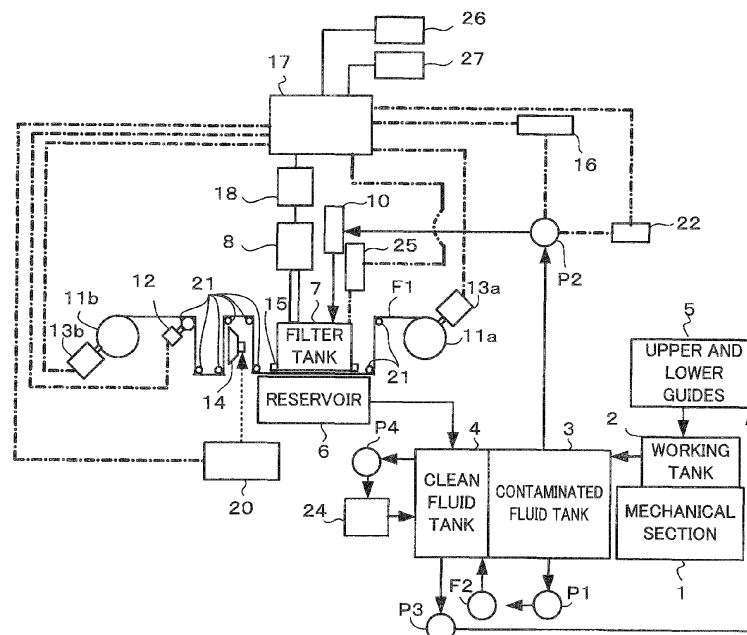 26
17
27
16
18
10
8
25
22
P2
7
12
21
15
F1
13a
11b
11a
5
13b
FILTER
TANK
21
UPPER AND
LOWER
GUIDES
14
RESERVOIR
6
4
3
2
P4
WORKING
TANK
20
24
CLEAN
FLUID
TANK
CONTAMINATED
FLUID TANK
MECHANICAL
SECTION
1
F2
P1
P3